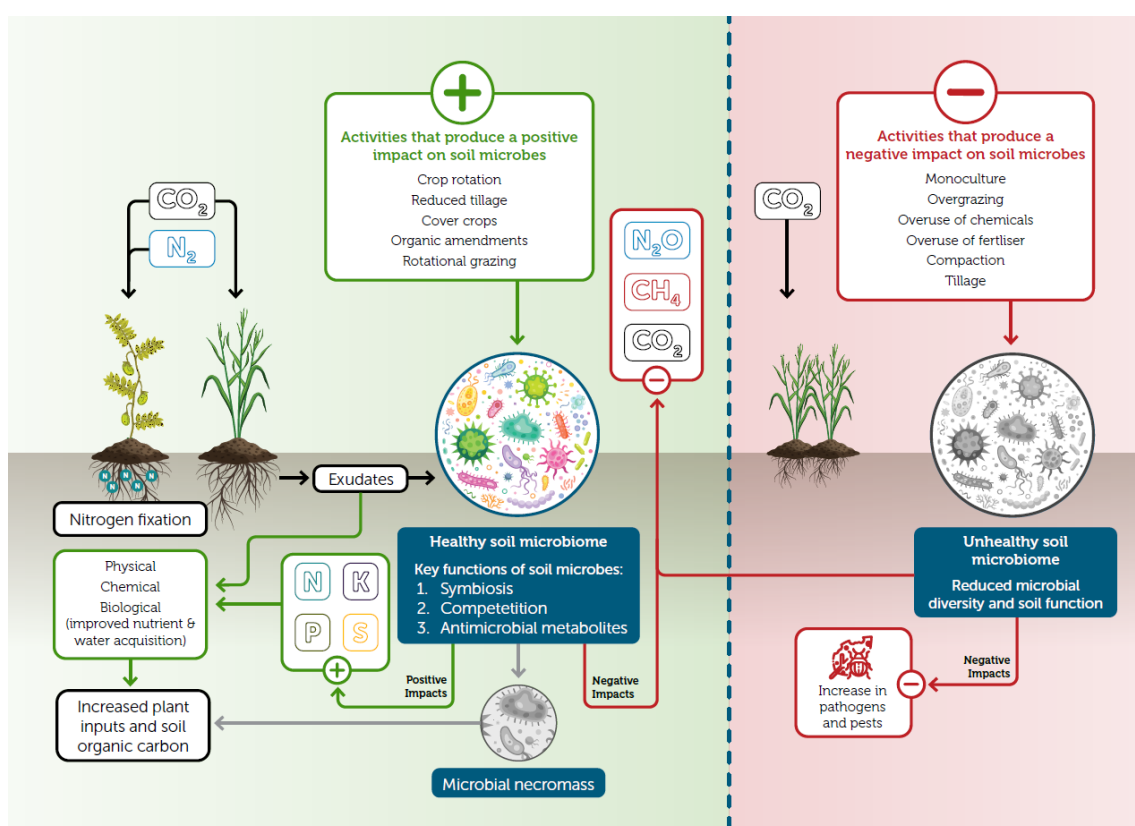 Activities that produce a positive
impact on soil microbes
Crop rotation
Reduced tillage
Cover crops
Organic amendments
Rotational grazing
Activities that produce a
negative impact on soil microbes
Monoculture
Overgrazing
Overuse of chemicals
Overuse of fertliser
Compaction
Tillage
CO2
N2
N2O
CH4
CO2
CO2
N N N N N
Nitrogen fixation
Exudates
Physical
Chemical
Biological
(improved nutrient &
water acquisition)
N K
P S
Healthy soil microbiome
Key functions of soil microbes:
1. Symbiosis
2. Competetition
3. Antimicrobial metabolites
Positive
Impacts
Negative
Impacts
Increased plant
inputs and soil
organic carbon
Microbial necromass
Unhealthy soil
microbiome
Reduced microbial
diversity and soil function
Negative
Impacts
Increase in
pathogens
and pests